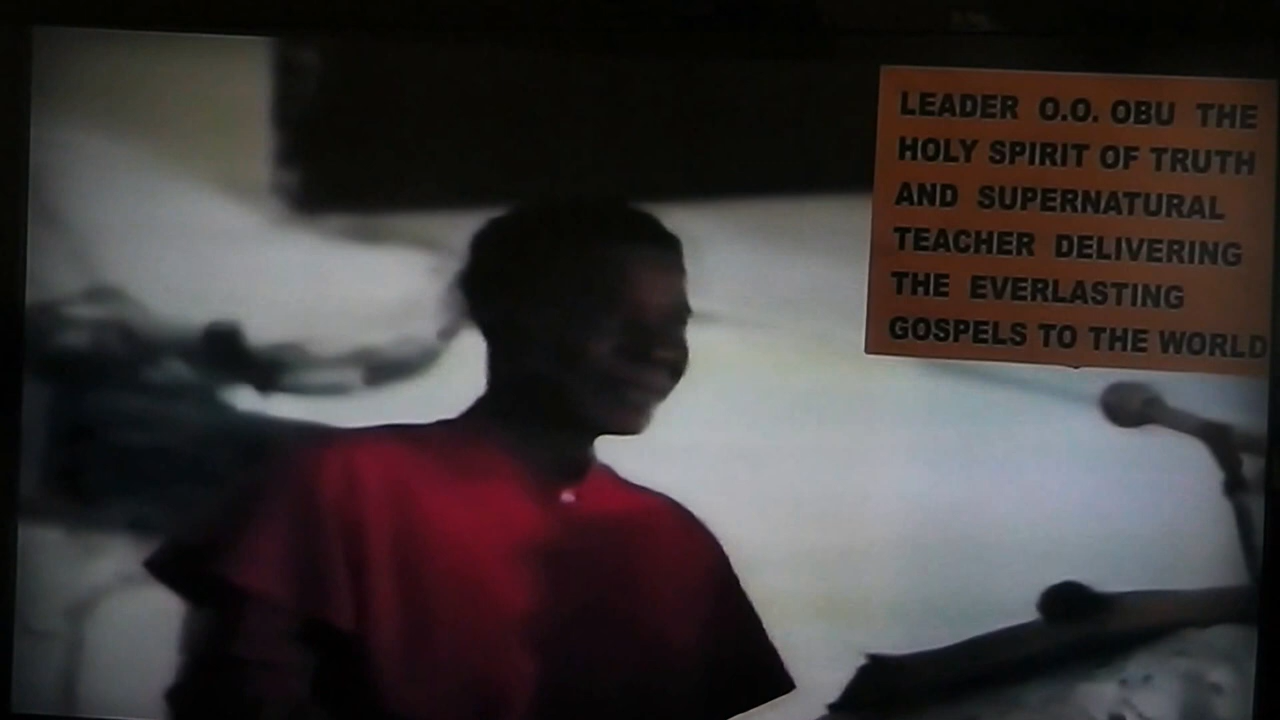 LEADER O.O. OBU THE
HOLY SPIRIT OF TRUTH
AND SUPERNATURAL
TEACHER DELIVERING
THE EVERLASTING
GOSPELS TO THE WORLD